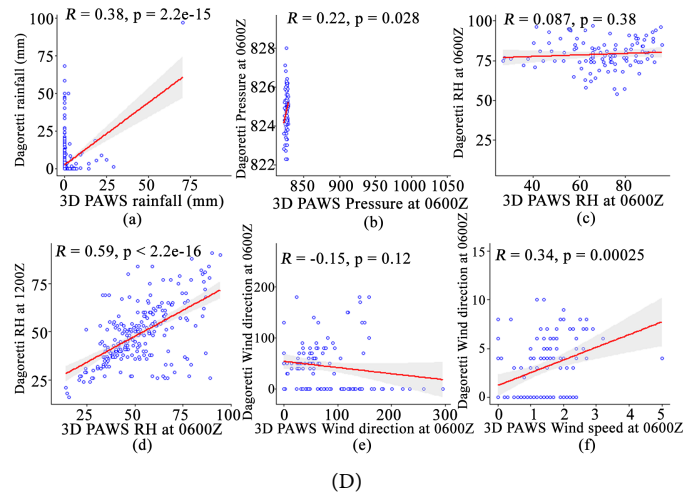 R = 0.38, p = 2.2e-15
Dagoretti rainfall (mm)
100
75
50
25
0
0 25 50 75
3D PAWS rainfall (mm)
(a)
R = 0.22, p = 0.028
Dagoretti Pressure at 0600Z
828
826
824
822
850 900 950 1000 1050
3D PAWS Pressure at 0600Z
(b)
R = 0.087, p = 0.38
Dagoretti RH at 0600Z
100
75
50
25
40 60 80
3D PAWS RH at 0600Z
(c)
R = 0.59, p < 2.2e-16
Dagoretti RH at 1200Z
75
50
25
25 50 75 100
3D PAWS RH at 0600Z
(d)
R = -0.15, p = 0.12
Dagoretti Wind direction at 0600Z
200
100
0
0 100 200 300
3D PAWS Wind direction at 0600Z
(e)
R = 0.34, p = 0.00025
Dagoretti Wind direction at 0600Z
15
10
5
0
0 1 2 3 4 5
3D PAWS Wind speed at 0600Z
(f)
(D)